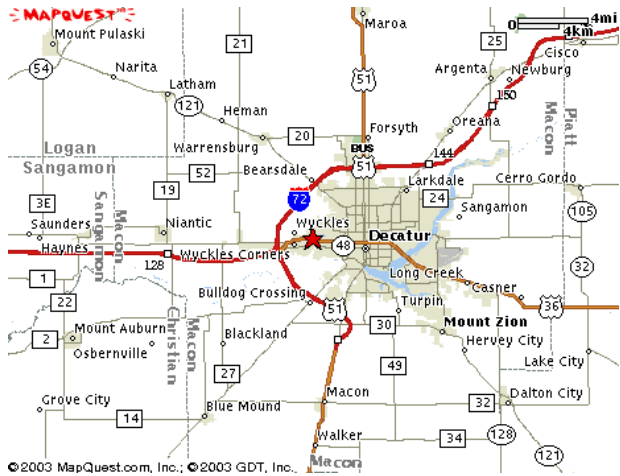 MAPQUEST
Maroa
0 4mi
4km
Mount Pulaski
21
25
Cisco
54
Narita
51
Argenta
Newburg
Latham
121
150
Heman
Oreana
Piatt
Macon
20
Forsyth
Warrensburg
BUS
51
144
Logan
Sangamon
52
Bearsdale
Larkdale
Cerro Gordo
19
72
24
3E
105
Saunders
Macon
Sangamon
Niantic
Wyckles
Sangamon
Decatur
Haynes
Wyckles Corners
48
128
Long Creek
32
1
Casner
22
Bulldog Crossing
51
Turpin
36
Mount Auburn
Macon
Christian
30
Mount Zion
2
Osbernville
Blackland
Hervey City
Lake City
27
49
Grove City
Macon
32
Dalton City
14
Blue Mound
Walker
34
128
121
Macon
©2003 MapQuest.com, Inc.; ©2003 GDT, Inc.